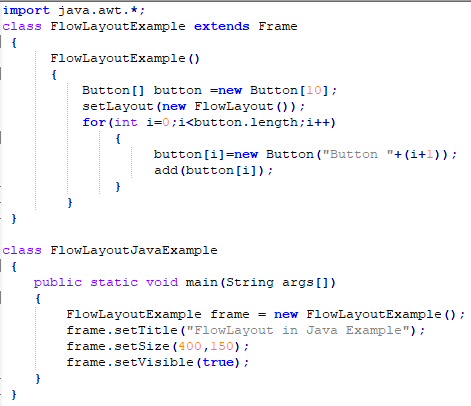 import java.awt.*;
class FlowLayoutExample extends Frame
{
FlowLayoutExample()
{
Button[] button =new Button[10];
setLayout(new FlowLayout());
for(int i=0;i<button.length;i++)
{
button[i]=new Button("Button "+(i+1));
add(button[i]);
}
}
}
class FlowLayoutJavaExample
{
public static void main(String args[])
{
FlowLayoutExample frame = new FlowLayoutExample();
frame.setTitle("FlowLayout in Java Example");
frame.setSize(400,150);
frame.setVisible(true);
}
}